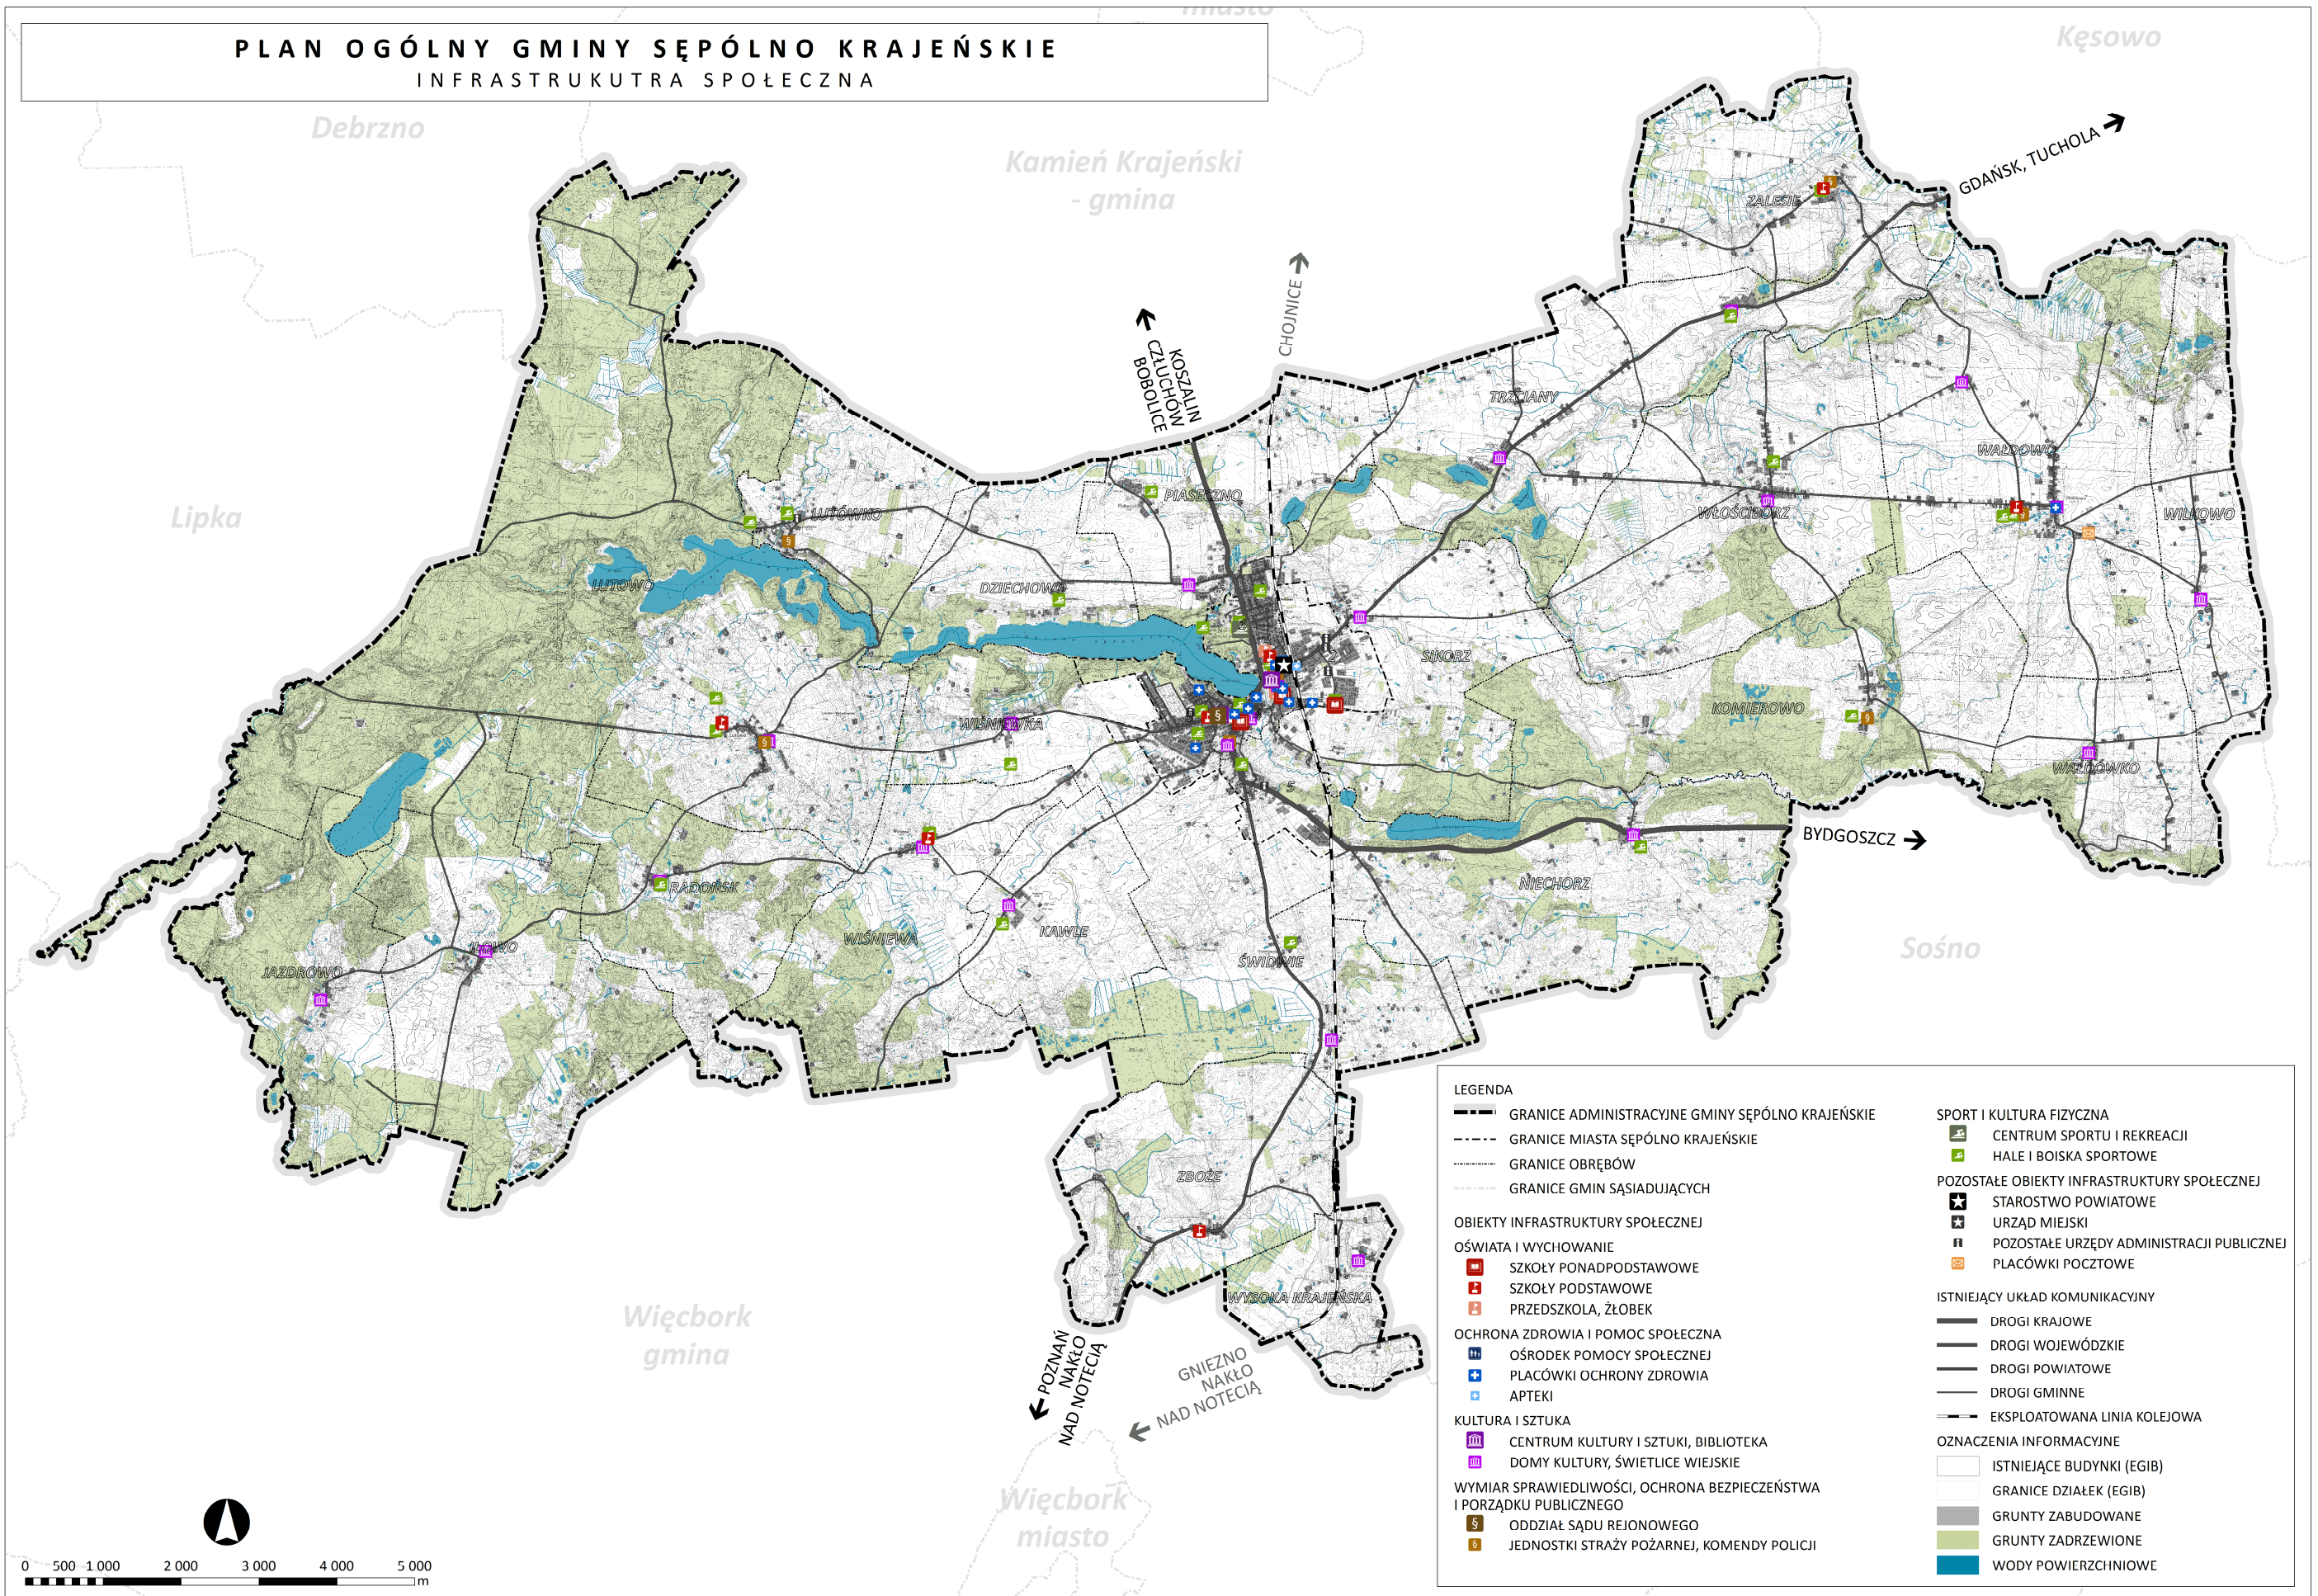 PLAN OGÓLNY GMINY SĘPÓLNO KRAJEŃSKIE
INFRASTRUKUTRA SPOŁECZNA
miasto
Kęsowo
Debrzno
Kamień Krajeński
- gmina
GDAŃSK, TUCHOLA
ZALESIE
CHOJNICE
KOSZALIN
CZŁUCHÓW
BOBOLICE
TRZCIANY
Lipka
LUTÓWKO
PIASECZNO
WAŁDOWO
WŁOŚCIBÓRZ
WILKOWO
LUTOWO
DZIECHOWO
2
SIKORZ
WIŚNIEWKA
KOMIEROWO
WAŁDÓWKO
5
BYDGOSZCZ
RADOŃSK
NIECHORZ
WIŚNIEWA
KAWLE
IŁOWO
JAZDROWO
ŚWIDWIE
Sośno
ZBOŻE
WYSOKA KRAJEŃSKA
Więcbork
gmina
POZNAŃ
NAKŁO
NAD NOTECIĄ
GNIEZNO
NAKŁO
NAD NOTECIĄ
Więcbork
miasto
0 500 1 000 2 000 3 000 4 000 5 000
m
LEGENDA
GRANICE ADMINISTRACYJNE GMINY SĘPÓLNO KRAJEŃSKIE
GRANICE MIASTA SĘPÓLNO KRAJEŃSKIE
GRANICE OBRĘBÓW
GRANICE GMIN SĄSIADUJĄCYCH
OBIEKTY INFRASTRUKTURY SPOŁECZNEJ
OŚWIATA I WYCHOWANIE
SZKOŁY PONADPODSTAWOWE
SZKOŁY PODSTAWOWE
PRZEDSZKOLA, ŻŁOBEK
OCHRONA ZDROWIA I POMOC SPOŁECZNA
OŚRODEK POMOCY SPOŁECZNEJ
PLACÓWKI OCHRONY ZDROWIA
APTEKI
KULTURA I SZTUKA
CENTRUM KULTURY I SZTUKI, BIBLIOTEKA
DOMY KULTURY, ŚWIETLICE WIEJSKIE
WYMIAR SPRAWIEDLIWOŚCI, OCHRONA BEZPIECZEŃSTWA
I PORZĄDKU PUBLICZNEGO
ODDZIAŁ SĄDU REJONOWEGO
JEDNOSTKI STRAŻY POŻARNEJ, KOMENDY POLICJI
SPORT I KULTURA FIZYCZNA
CENTRUM SPORTU I REKREACJI
HALE I BOISKA SPORTOWE
POZOSTAŁE OBIEKTY INFRASTRUKTURY SPOŁECZNEJ
STAROSTWO POWIATOWE
URZĄD MIEJSKI
POZOSTAŁE URZĘDY ADMINISTRACJI PUBLICZNEJ
PLACÓWKI POCZTOWE
ISTNIEJĄCY UKŁAD KOMUNIKACYJNY
DROGI KRAJOWE
DROGI WOJEWÓDZKIE
DROGI POWIATOWE
DROGI GMINNE
EKSPLOATOWANA LINIA KOLEJOWA
OZNACZENIA INFORMACYJNE
ISTNIEJĄCE BUDYNKI (EGIB)
GRANICE DZIAŁEK (EGIB)
GRUNTY ZABUDOWANE
GRUNTY ZADRZEWIONE
WODY POWIERZCHNIOWE